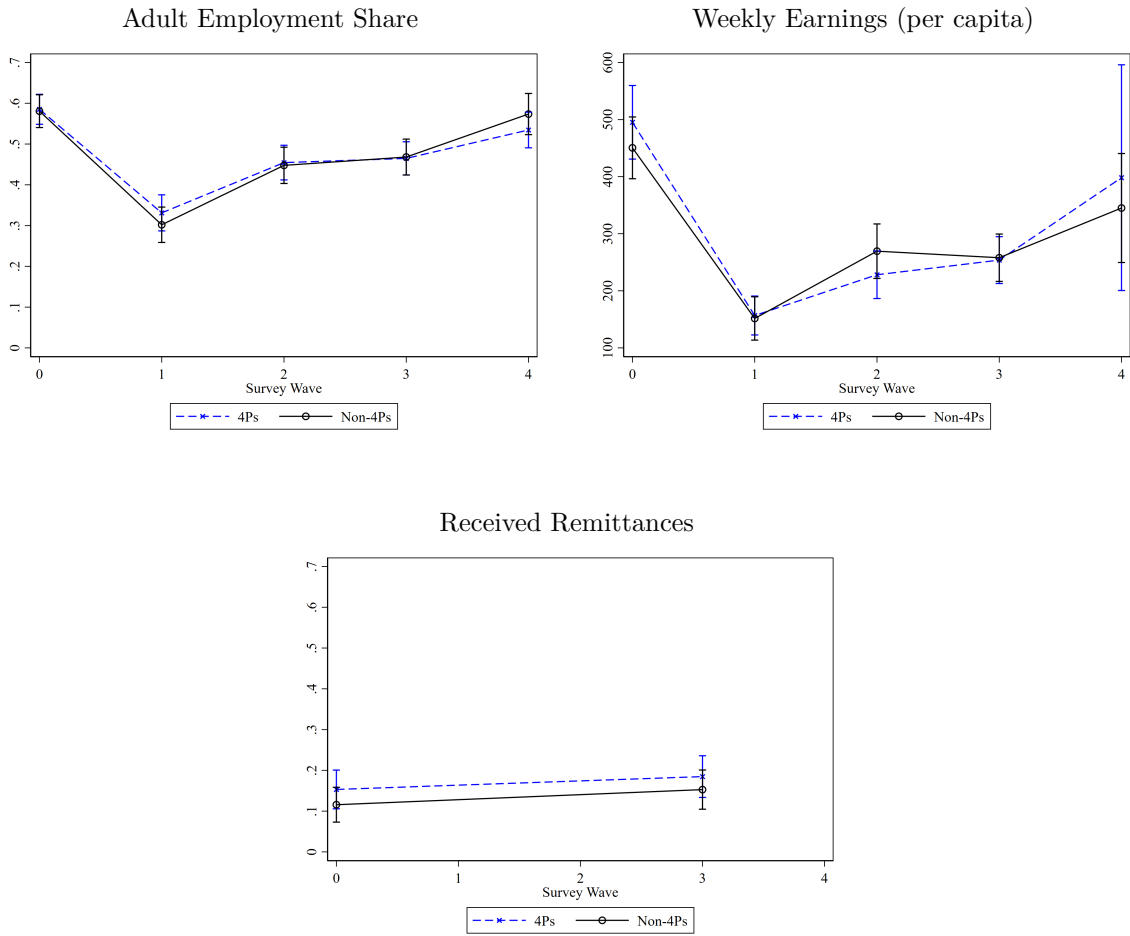 Adult Employment Share
.7
.6
.5
.4
.3
.2
.1
0
0 1 2 3 4
Survey Wave
4Ps Non-4Ps
Weekly Earnings (per capita)
600
500
400
300
200
100
0 1 2 3 4
Survey Wave
4Ps Non-4Ps
Received Remittances
.7
.6
.5
.4
.3
.2
.1
0
0 1 2 3 4
Survey Wave
4Ps Non-4Ps